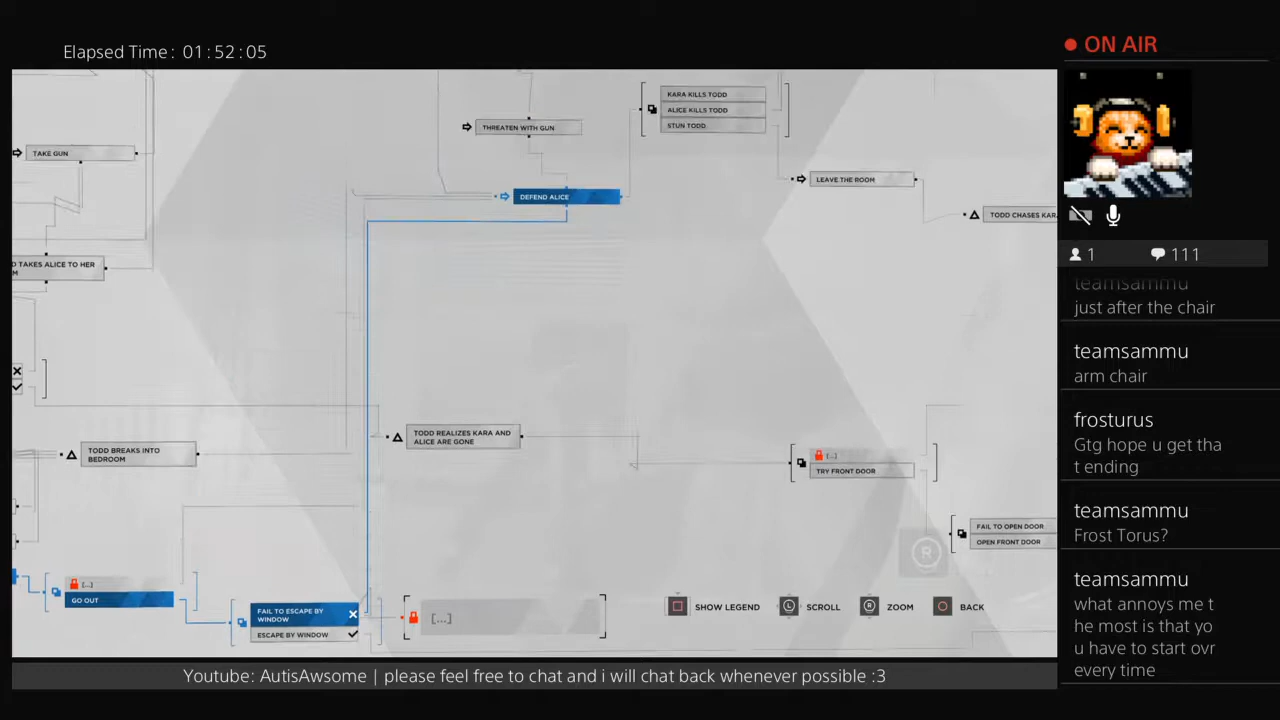 Elapsed Time: 01:52:05
ON AIR
1
111
KARA KILLS TODD
ALICE KILLS TODD
STUN TODD
THREATEN WITH GUN
TAKE GUN
LEAVE THE ROOM
DEFEND ALICE
TODD CHASES KAR
TAKES ALICE TO HER
TODD REALIZES KARA AND
ALICE ARE GONE
TODD BREAKS INTO
BEDROOM
[...]
TRY FRONT DOOR
FAIL TO OPEN DOOR
OPEN FRONT DOOR
[...]
GO OUT
FAIL TO ESCAPE BY
WINDOW
ESCAPE BY WINDOW
[...]
R
SHOW LEGEND
L
SCROLL
R
ZOOM
BACK
teamsammu
just after the chair
teamsammu
arm chair
frosturus
Gtg hope u get tha
t ending
teamsammu
Frost Torus?
teamsammu
what annoys me t
he most is that yo
u have to start ovr
every time
Youtube: AutisAwsome | please feel free to chat and i will chat back whenever possible :3